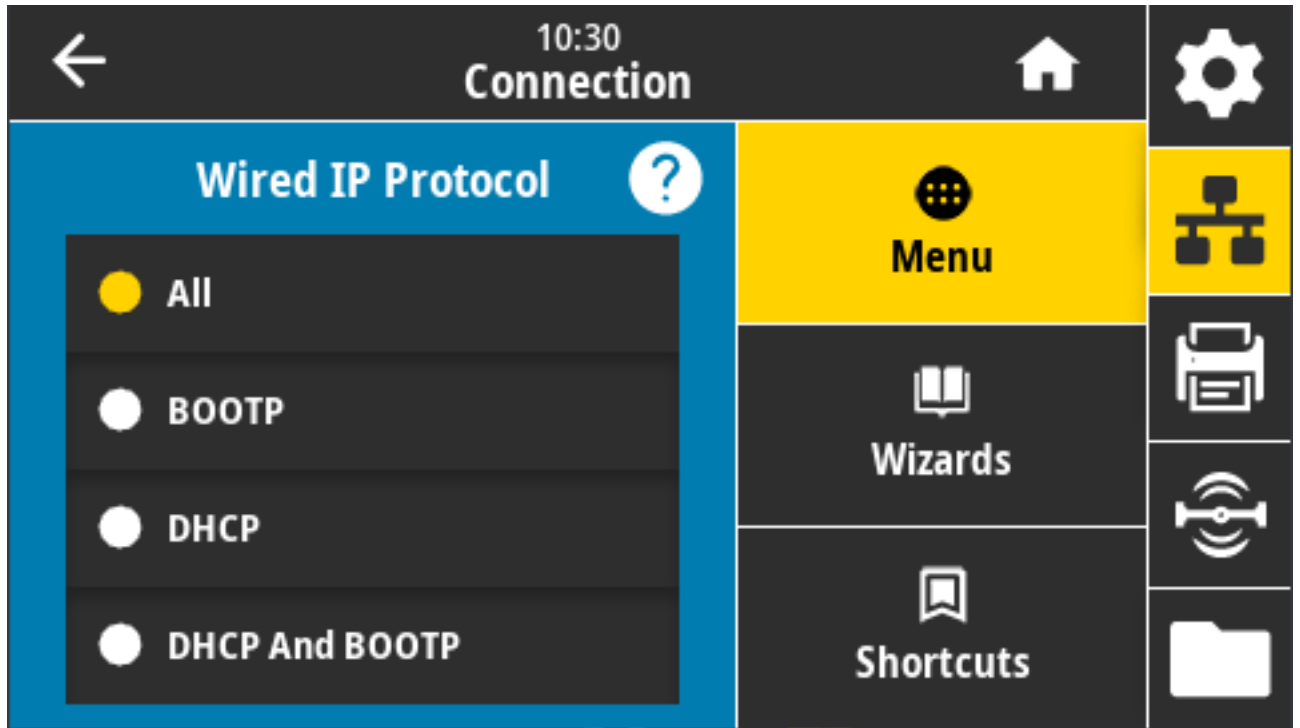 10:30
Connection
Wired IP Protocol
?
All
BOOTP
DHCP
DHCP And BOOTP
Menu
Wizards
Shortcuts